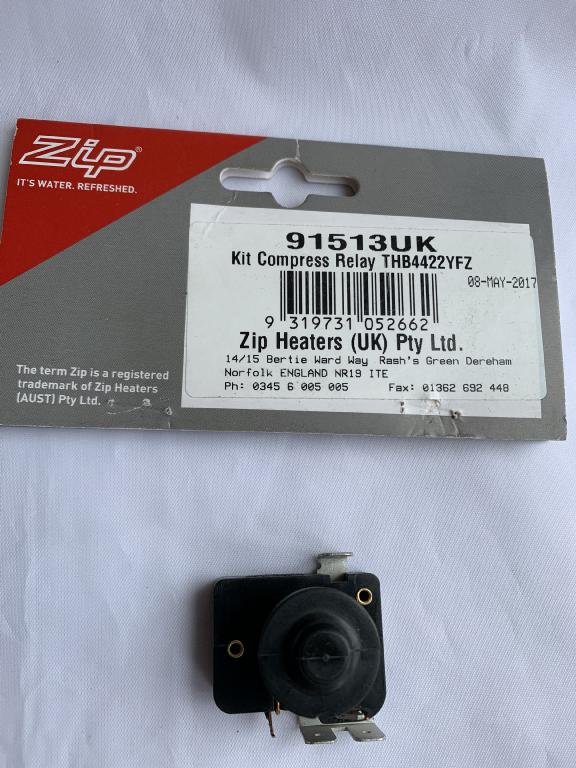 Zip®
IT'S WATER. REFRESHED.
91513UK
Kit Compress Relay THB4422YFZ
08-MAY-2017
9 319731 052662
Zip Heaters (UK) Pty Ltd.
14/15 Bertie Ward Way Rash's Green Dereham
Norfolk ENGLAND NR19 1TE
Ph: 0345 6 005 005 Fax: 01362 692 448
The term Zip is a registered
trademark of Zip Heaters
(AUST) Pty Ltd.